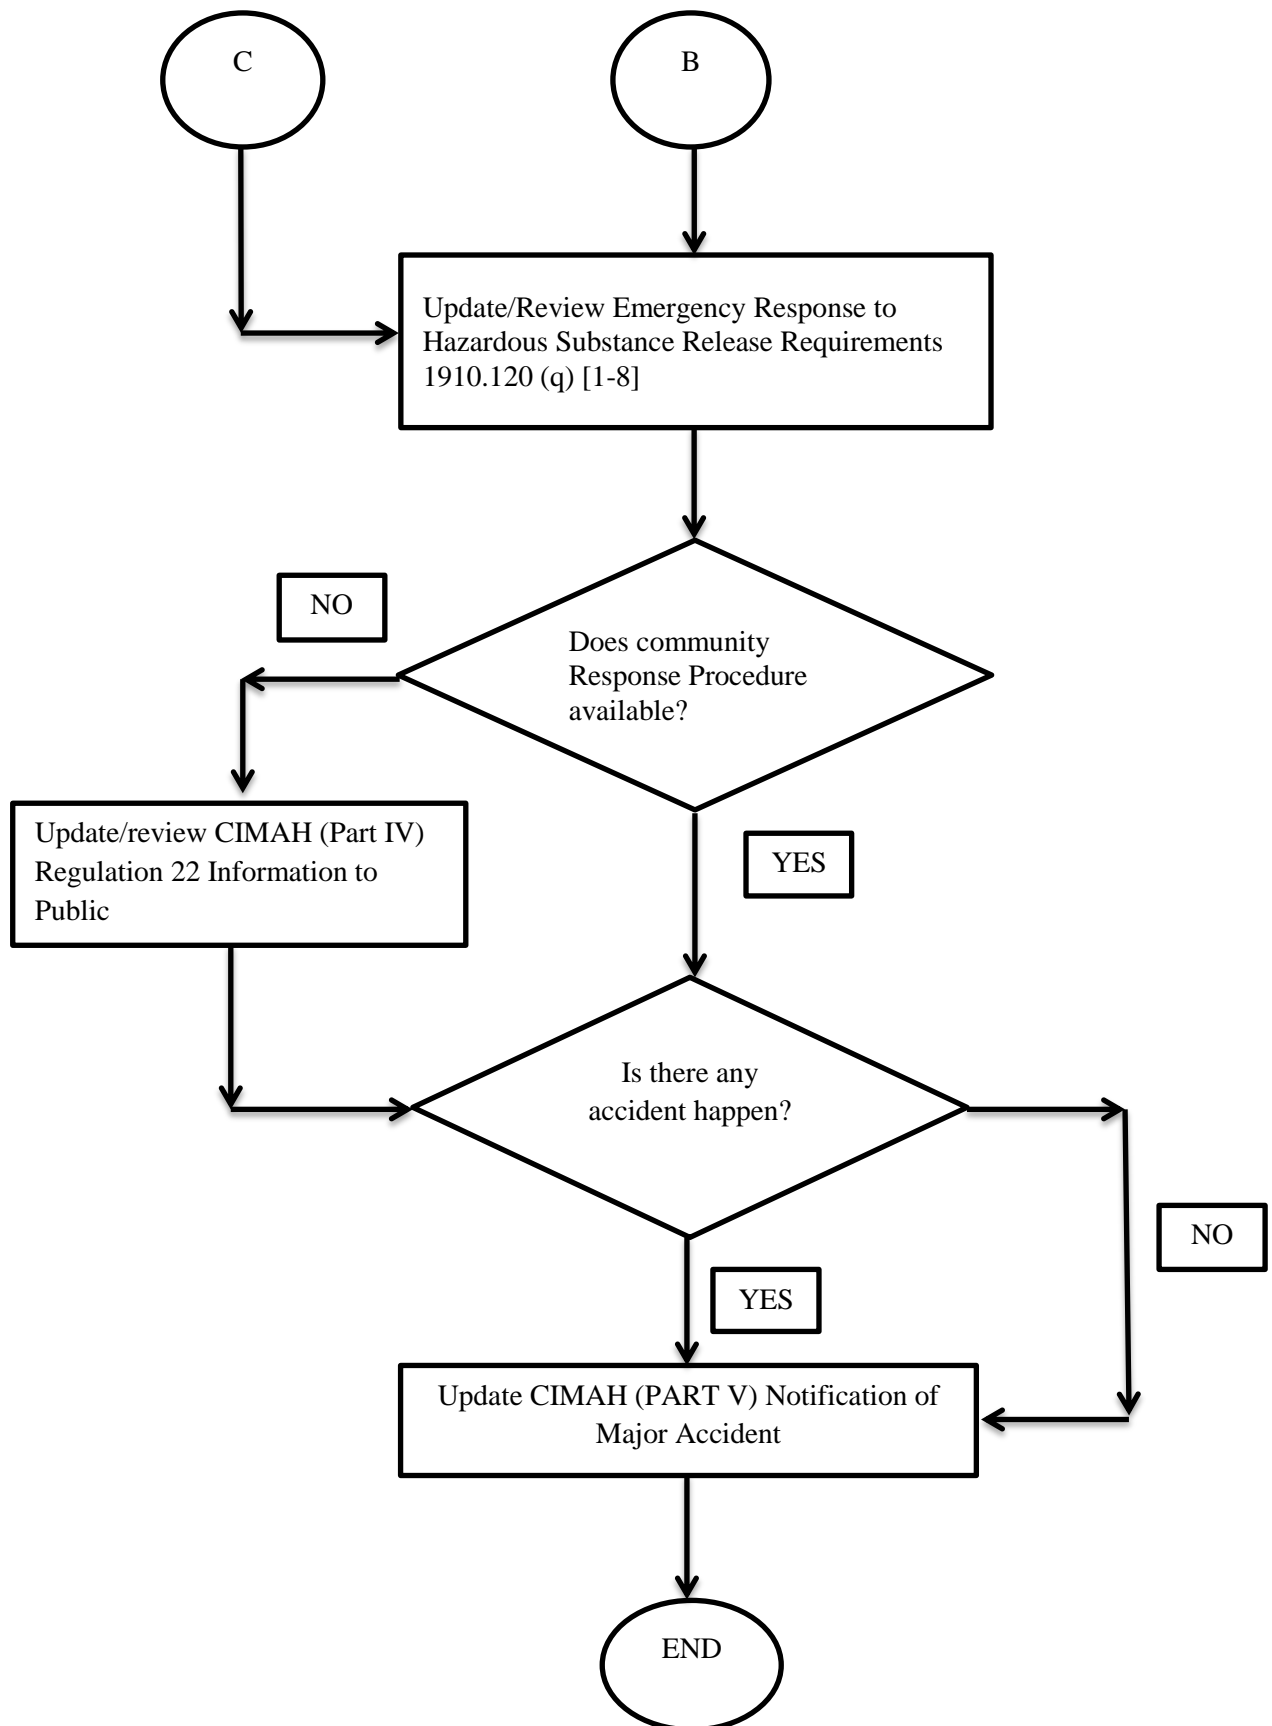 C
B
Update/Review Emergency Response to
Hazardous Substance Release Requirements
1910.120 (q) [1-8]
NO
Does community
Response Procedure
available?
Update/review CIMAH (Part IV)
Regulation 22 Information to
Public
YES
Is there any
accident happen?
NO
YES
Update CIMAH (PART V) Notification of
Major Accident
END